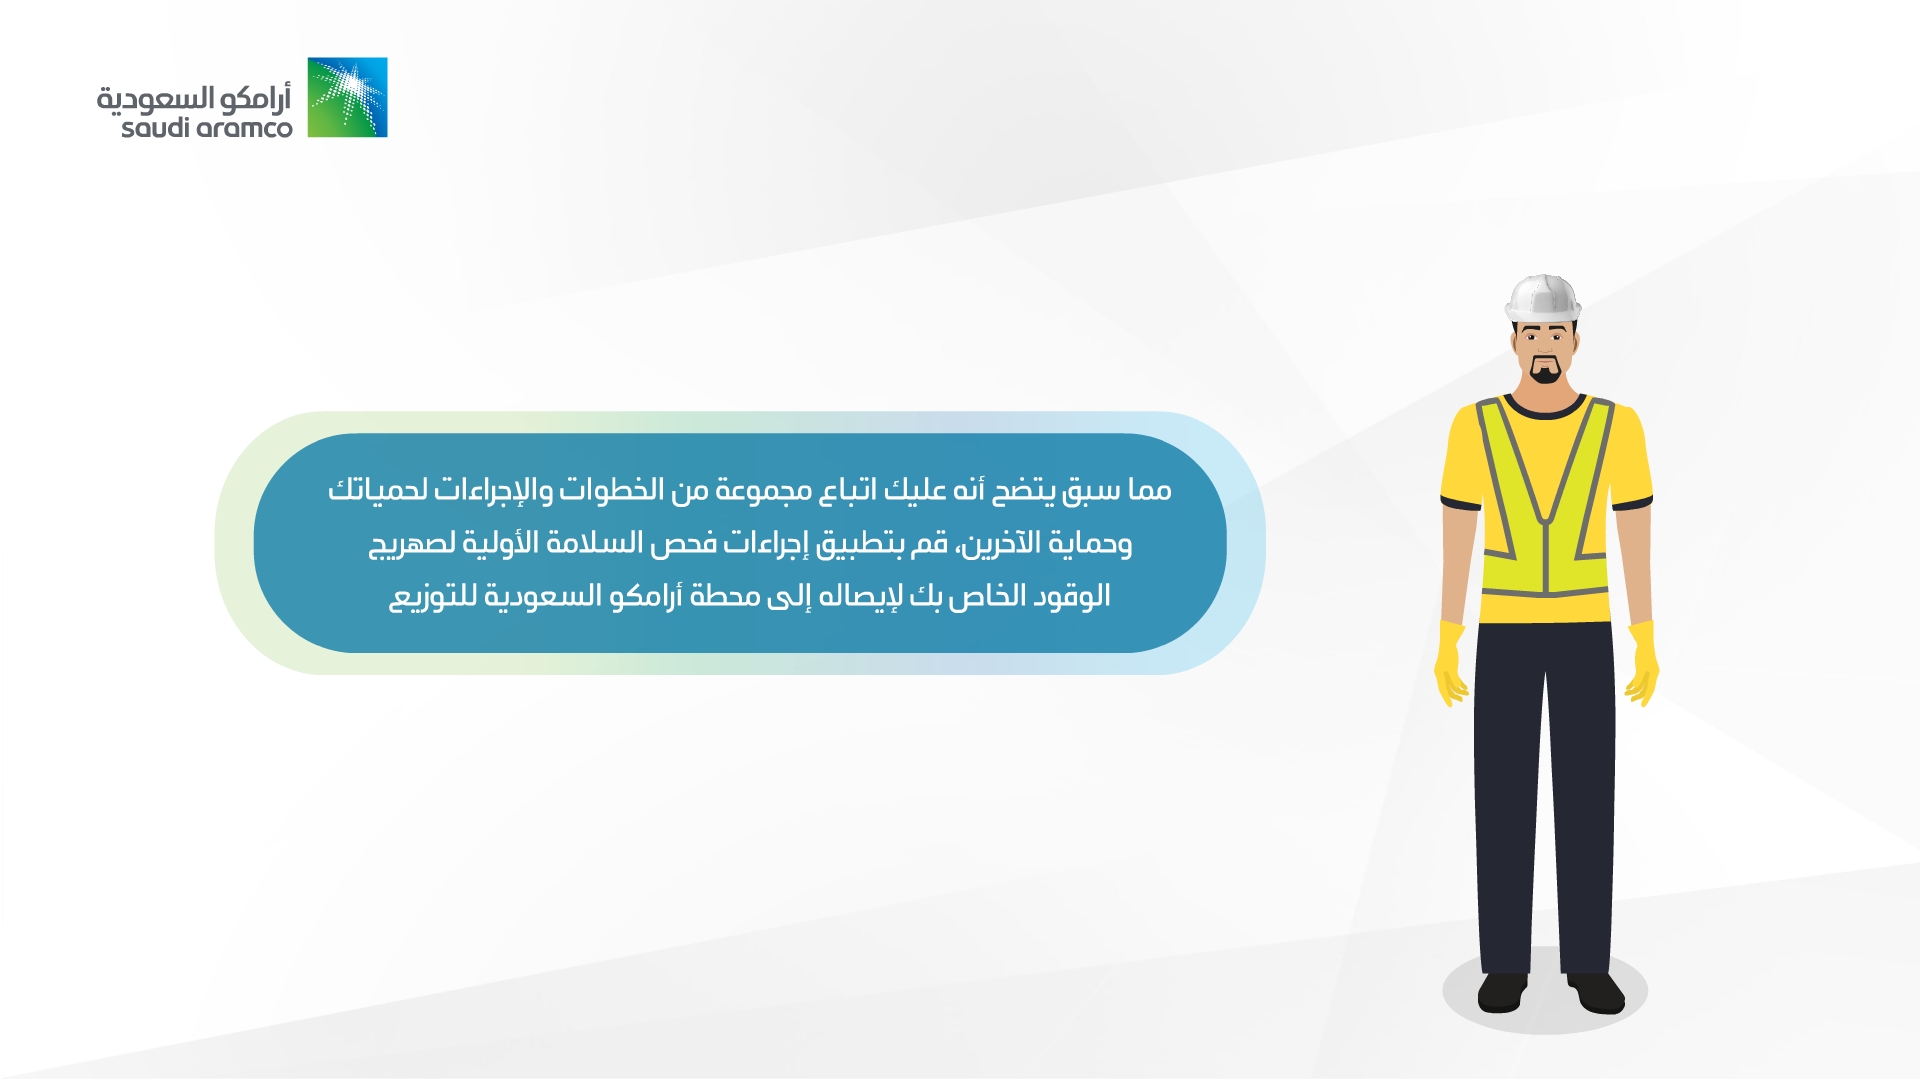 أرامكو السعودية
saudi aramco
مما سبق يتضح أنه عليك اتباع مجموعة من الخطوات والإجراءات لحمياتك
وحماية الآخرين، قم بتطبيق إجراءات فحص السلامة الأولية لصهريج
الوقود الخاص بك لإيصاله إلى محطة أرامكو السعودية للتوزيع